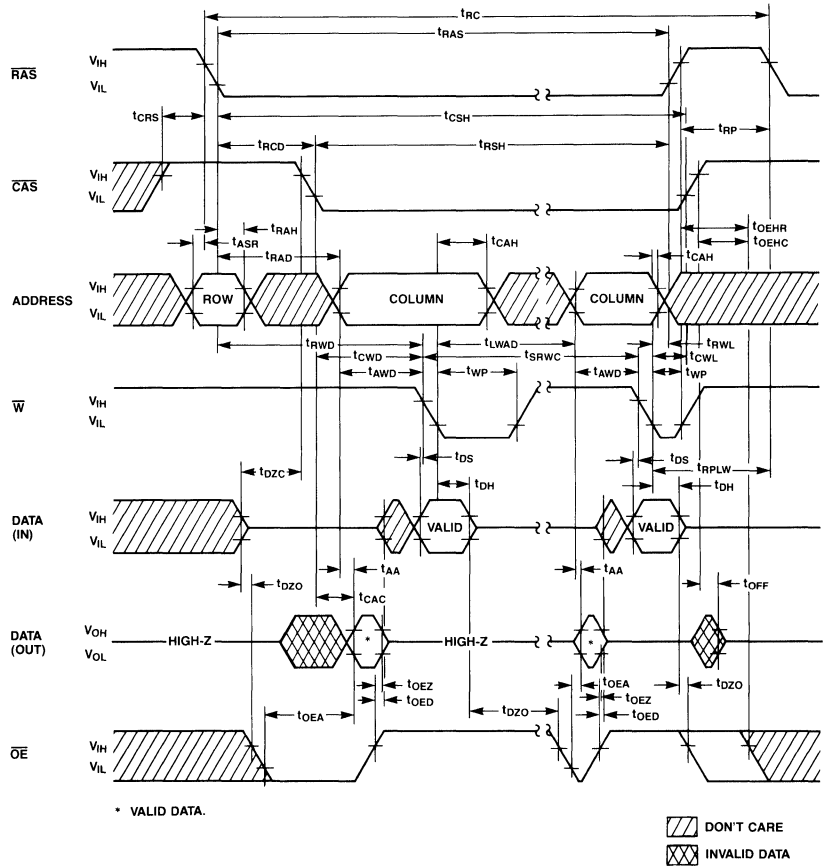 tRC
tRAS
RAS
VIH
VIL
tCRS
tCSH
tRP
tRCD
tRSH
CAS
VIH
VIL
tOEHR
tOEHC
tRAH
tASR
tRAD
tCAH
tCAH
ADDRESS
VIH
VIL
ROW
COLUMN
COLUMN
tRWD
tLWAD
tRWL
tCWD
tSRWC
tCWL
tAWD
tWP
tAWD
tWP
W
VIH
VIL
tDS
tDS
tRPLW
tDZC
tDH
tDH
DATA
(IN)
VIH
VIL
VALID
VALID
tAA
tAA
tDZO
tCAC
tOFF
DATA
(OUT)
VOH
VOL
HIGH-Z
*
HIGH-Z
*
tOEZ
tOEA
tDZO
tOED
tOEZ
tOEA
tDZO
tOED
OE
VIH
VIL
* VALID DATA.
DON'T CARE
INVALID DATA